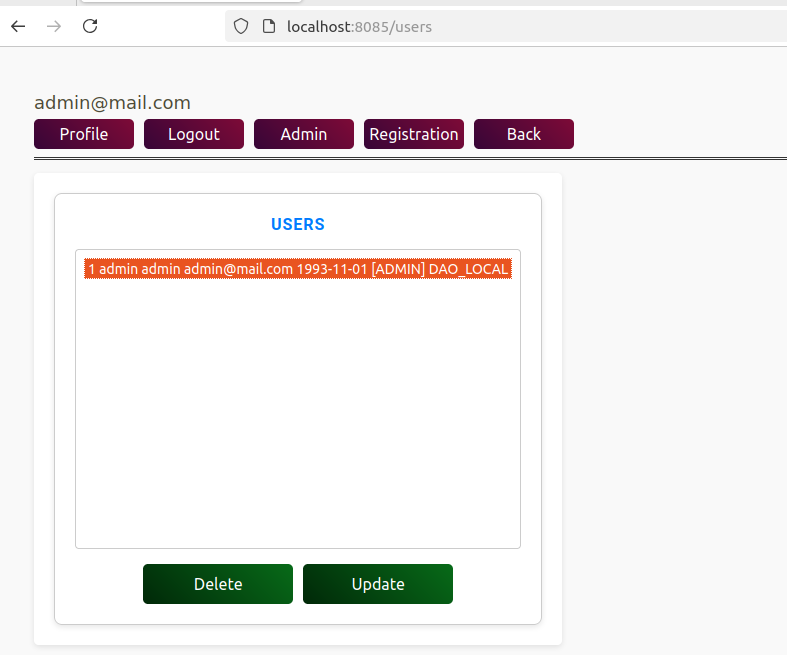 localhost:8085/users
admin@mail.com
Profile Logout Admin Registration Back
USERS
1 admin admin admin@mail.com 1993-11-01 [ADMIN] DAO_LOCAL
Delete Update